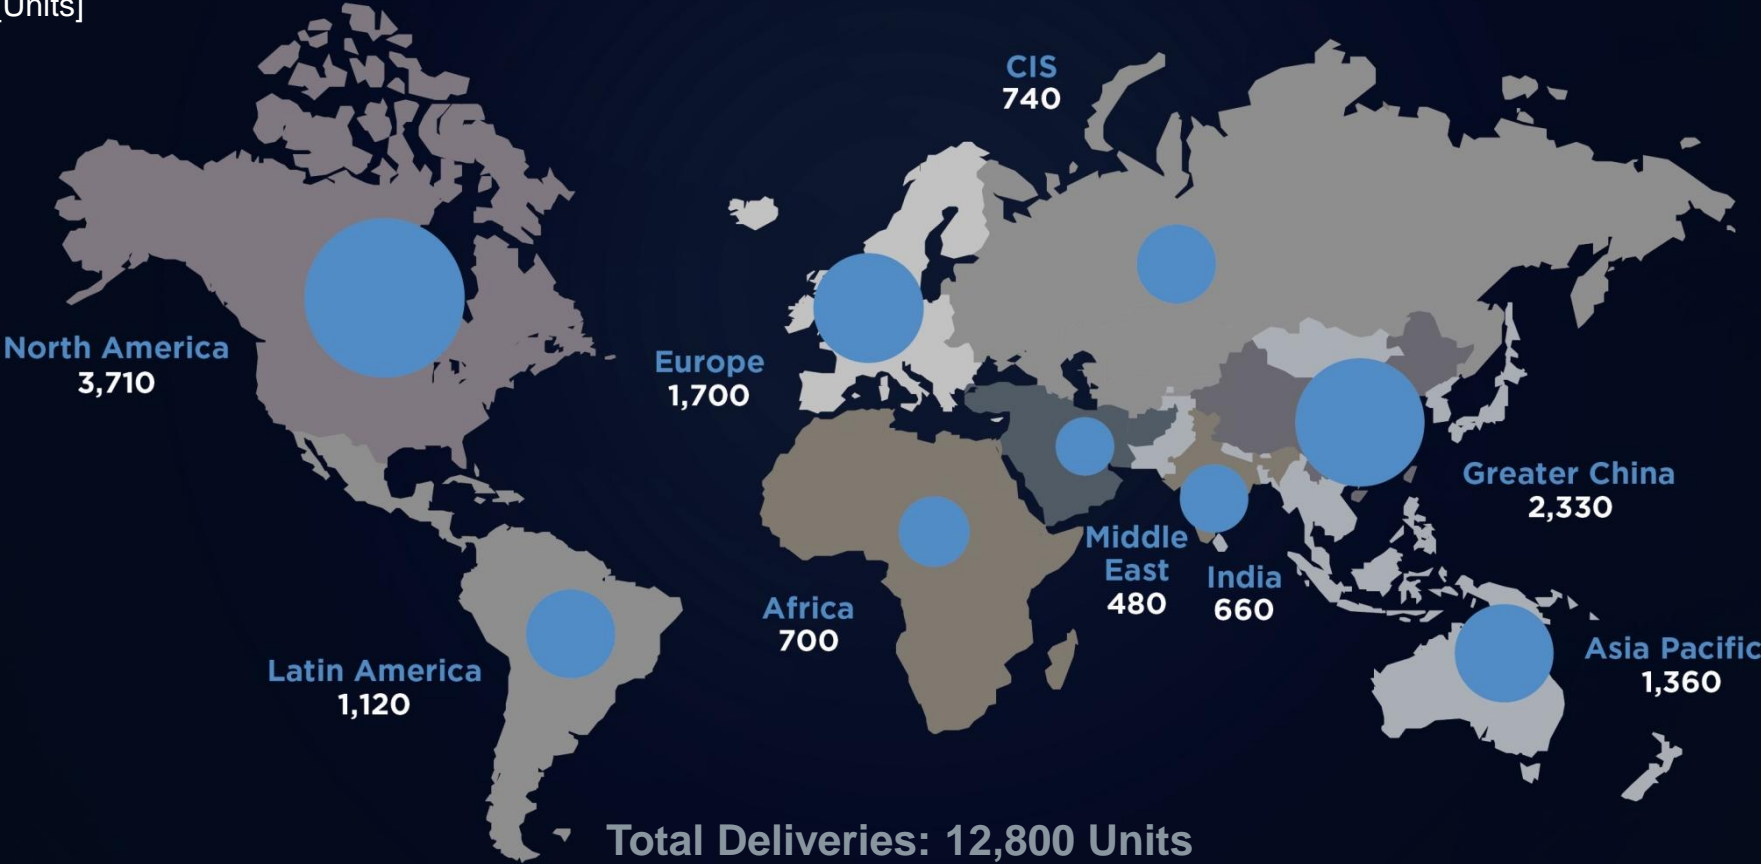 [Units]
CIS
740
North America
3,710
Europe
1,700
Greater China
2,330
Middle
East
480
India
660
Africa
700
Asia Pacific
1,360
Latin America
1,120
Total Deliveries: 12,800 Units